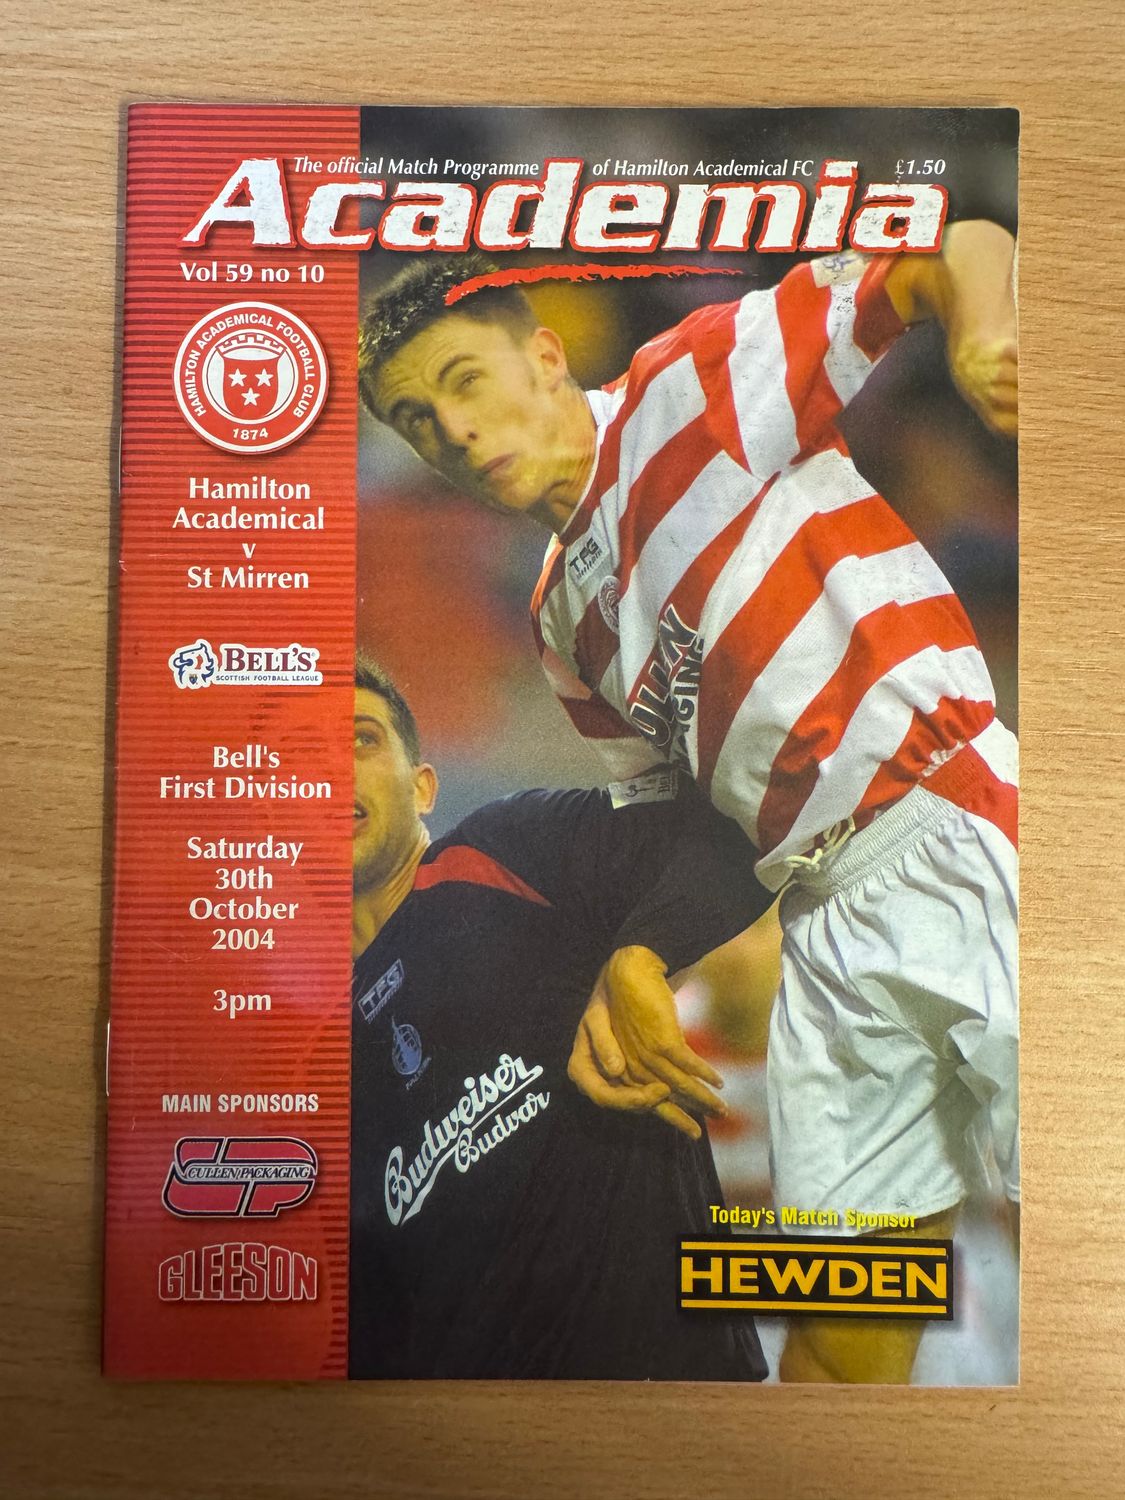 The official Match Programme of Hamilton Academical FC £1.50
Academia
Vol 59 no 10
HAMILTON ACADEMICAL FOOTBALL CLUB
1874
Hamilton
Academical
v
St Mirren
BELL'S
SCOTTISH FOOTBALL LEAGUE
Bell's
First Division
Saturday
30th
October
2004
3pm
MAIN SPONSORS
CULLEN PACKAGING
GLEESON
TFG
TFG
Budweiser
Budvar
Today's Match Sponsor
HEWDEN